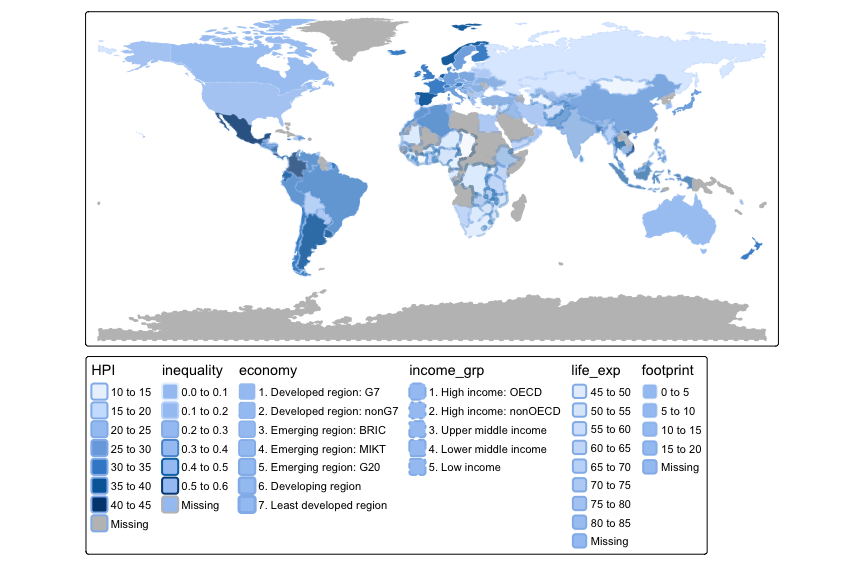 HPI
10 to 15
15 to 20
20 to 25
25 to 30
30 to 35
35 to 40
40 to 45
Missing
inequality
0.0 to 0.1
0.1 to 0.2
0.2 to 0.3
0.3 to 0.4
0.4 to 0.5
0.5 to 0.6
Missing
economy
1. Developed region: G7
2. Developed region: nonG7
3. Emerging region: BRIC
4. Emerging region: MIKT
5. Emerging region: G20
6. Developing region
7. Least developed region
income_grp
1. High income: OECD
2. High income: nonOECD
3. Upper middle income
4. Lower middle income
5. Low income
life_exp
45 to 50
50 to 55
55 to 60
60 to 65
65 to 70
70 to 75
75 to 80
80 to 85
Missing
footprint
0 to 5
5 to 10
10 to 15
15 to 20
Missing